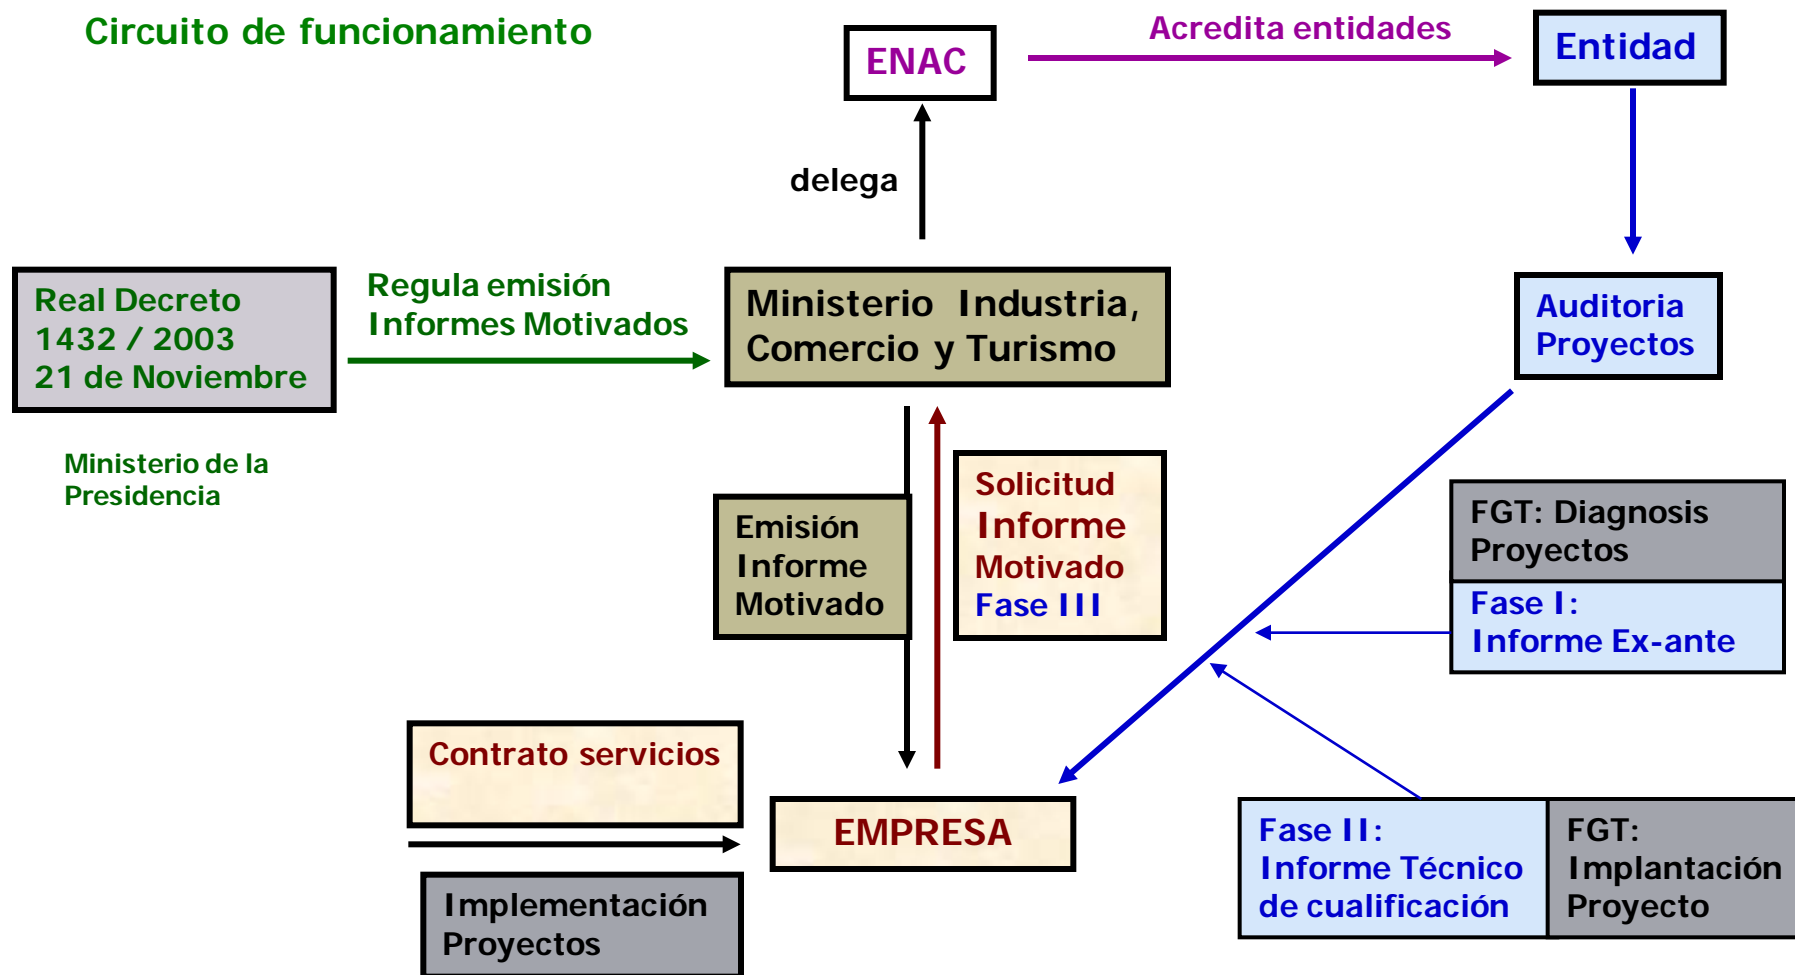 Circuito de funcionamiento
ENAC
Acredita entidades
Entidad
delega
Real Decreto
1432 / 2003
21 de Noviembre
Regula emisión
Informes Motivados
Ministerio Industria,
Comercio y Turismo
Auditoria
Proyectos
Ministerio de la
Presidencia
Emisión
Informe
Motivado
Solicitud
Informe
Motivado
Fase III
FGT: Diagnosis
Proyectos
Fase I:
Informe Ex-ante
Contrato servicios
EMPRESA
Implementación
Proyectos
Fase II:
Informe Técnico
de cualificación
FGT:
Implantación
Proyecto